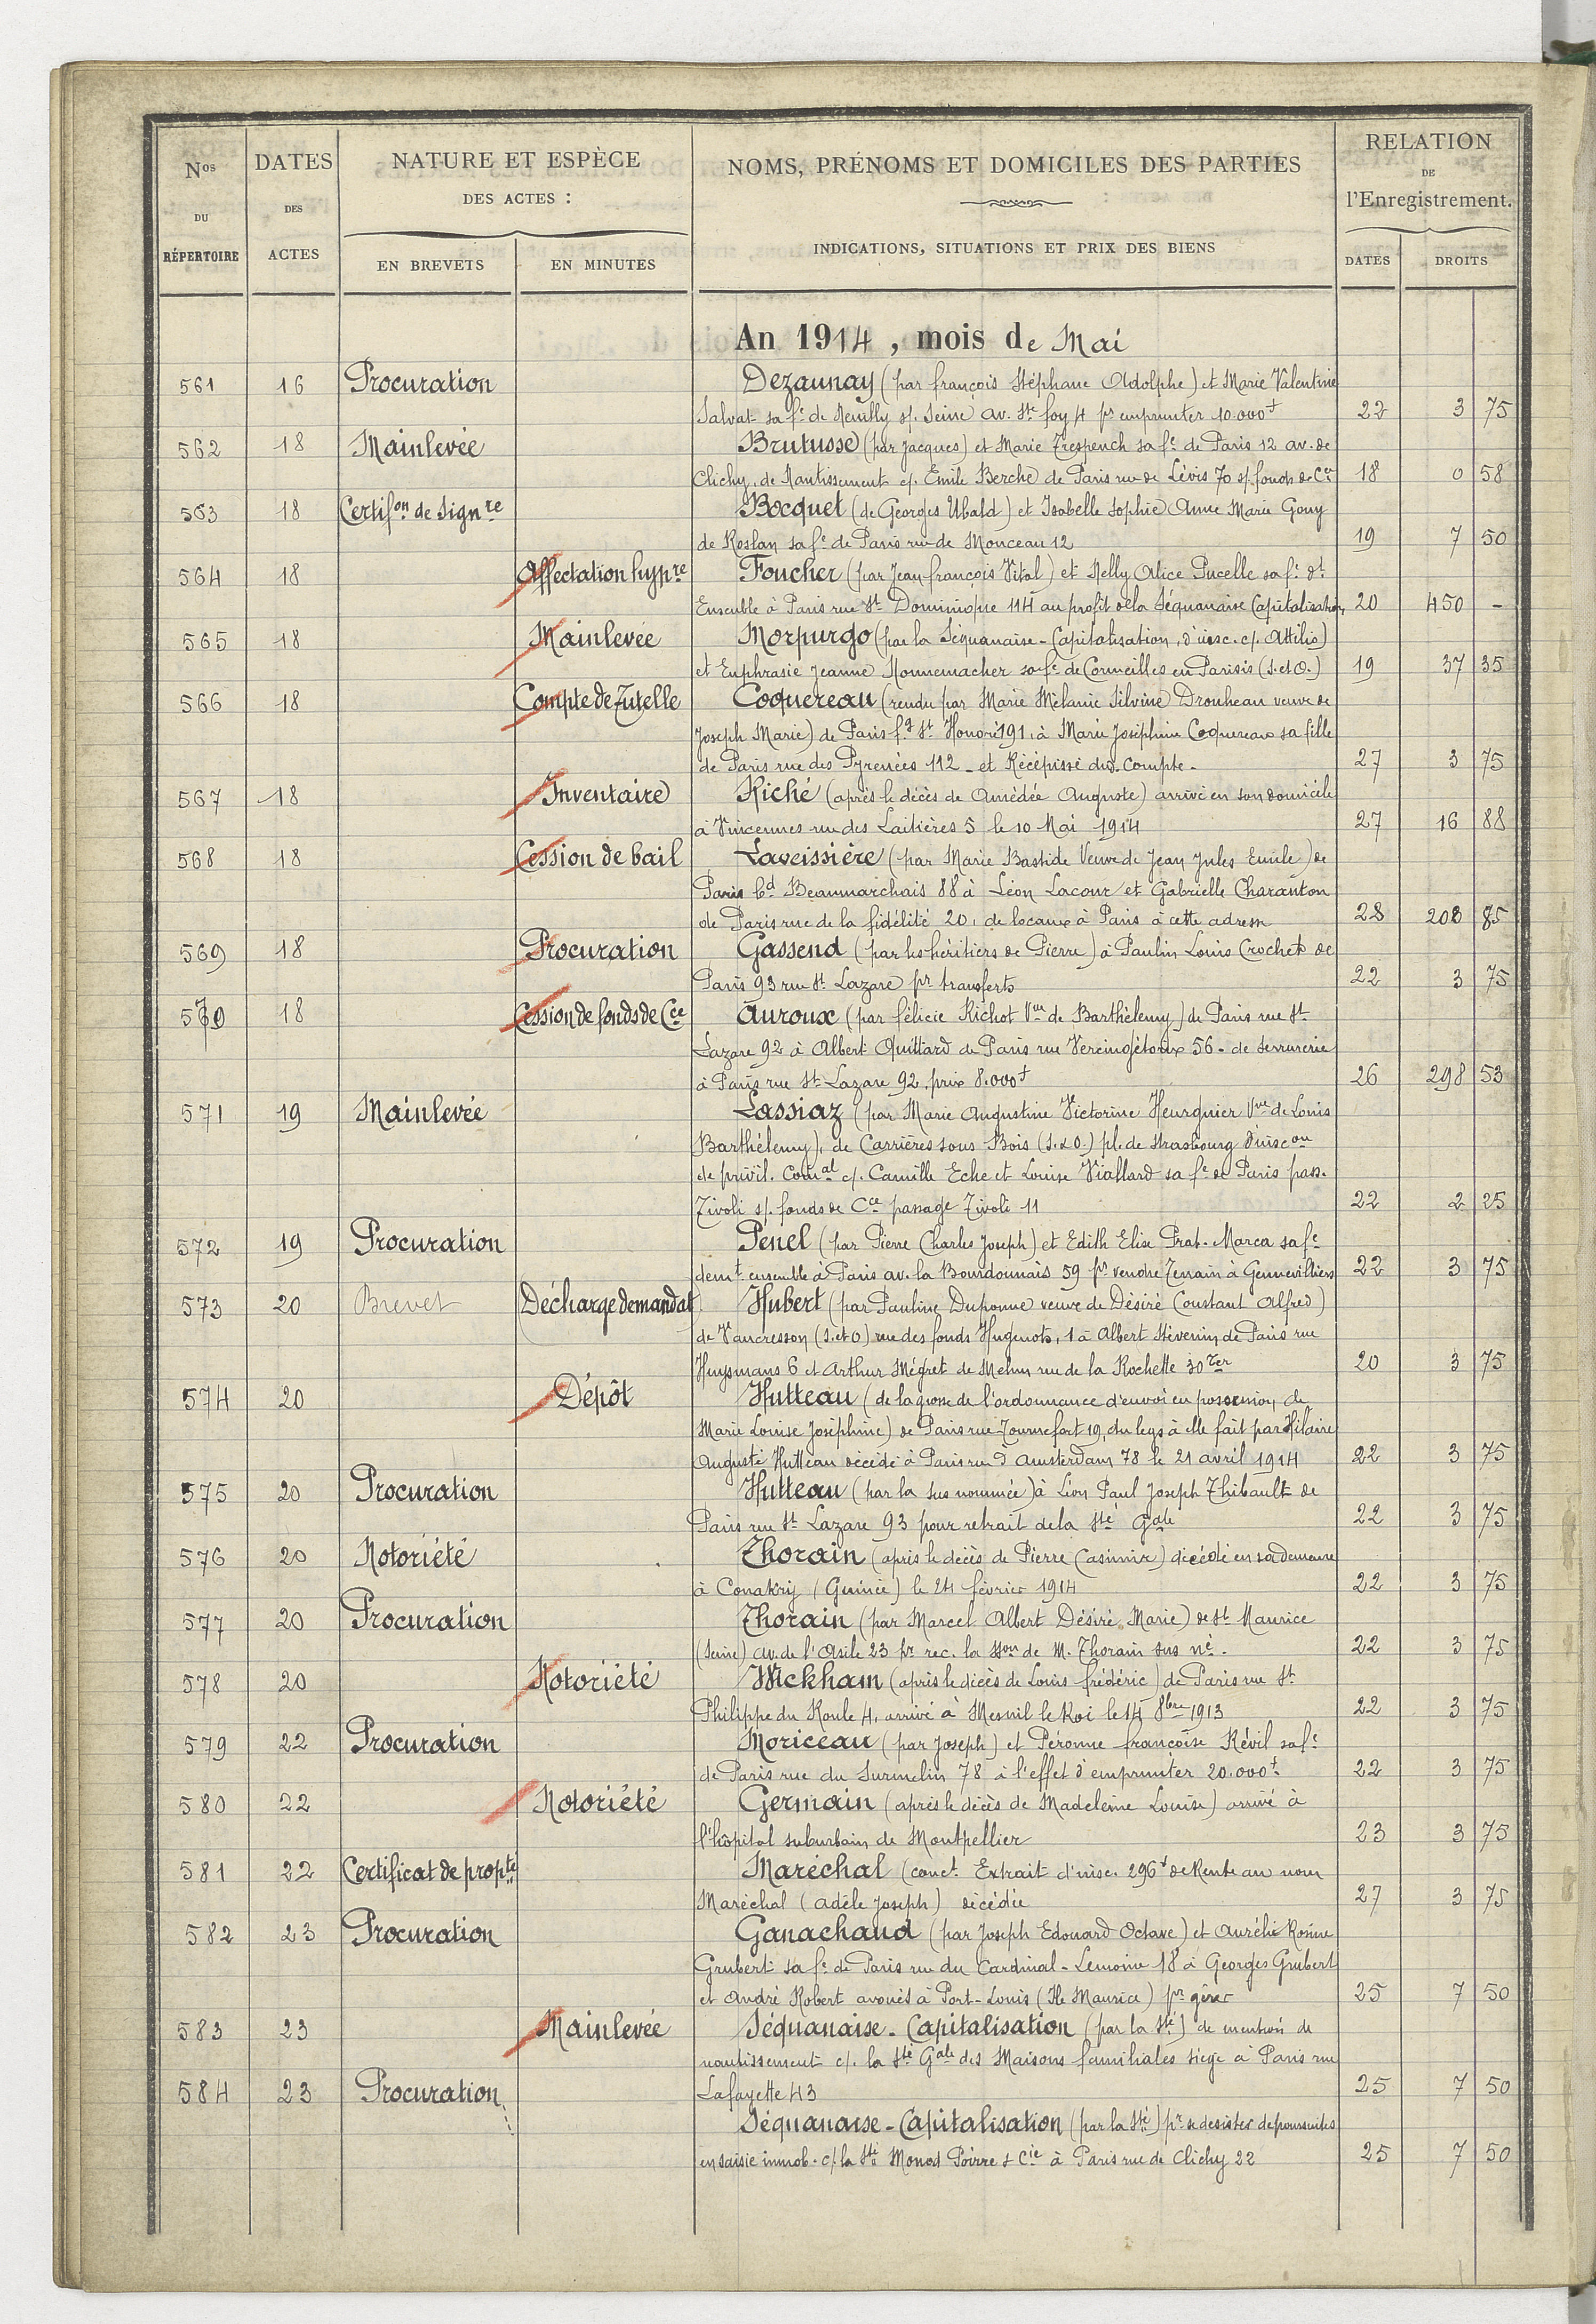 Nos DU RÉPERTOIRE
DATES DES ACTES
NATURE ET ESPÈCE DES ACTES :
EN BREVETS
EN MINUTES
NOMS, PRÉNOMS ET DOMICILES DES PARTIES
INDICATIONS, SITUATIONS ET PRIX DES BIENS
RELATION DE l'Enregistrement.
DATES
DROITS
An 1914, mois de Mai
561 16 Procuration Dezaunay (par françois Stéphane Adolphe) et Marie Valentine
Salvat sa fe de Neuilly s/. Seine av. Ste foy 4 pr emprunter 10.000f 22 3 75
562 18 Mainlevée Brutusse (par Jacques) et Marie Trespench sa fe de Paris 12 av. de
Clichy, de Nantissement c/. Emile Berche de Paris rue de Lévis 70 s/. fonds de Cce 18 0 58
563 18 Certifon de Signre Bocquet (de Georges Ubald) et Isabelle Sophie Anne Marie Gouy
de Roslan sa fe de Paris rue de Monceau 12 19 7 50
564 18 Affectation hypre Foucher (par Jean françois Vital) et Nelly Alice Pucelle sa fe dt
Ensemble à Paris rue St Dominique 114 au profit de la Séquanaise Capitalisation 20 450 -
565 18 Mainlevée Morpurgo (par la Séquanaise-Capitalisation, d'insc. c/. Attilio)
et Euphrasie Jeanne Nonnemacher sa fe de Cormeilles en Parisis (S. et O.) 19 37 35
566 18 Compte de Tutelle Coquereau (rendu par Marie Mélanie Silvine Drouheau veuve de
Joseph Marie) de Paris fg St Honoré 191, à Marie Joséphine Coquereau sa fille
de Paris rue des Pyrenées 112 - et Récépissé dud. compte - 27 3 75
567 18 Inventaire Riché (après le décès de Amédée Auguste) arrivé en son domicile
à Vincennes rue des Laitières 5 le 10 Mai 1914 27 16 88
568 18 Cession de bail Laveissière (par Marie Bastide Veuve de Jean Jules Emile) de
Paris bd Beaumarchais 88 à Léon Lacour et Gabrielle Charanton
de Paris rue de la fidélité 20, de locaux à Paris à cette adresse 28 208 85
569 18 Procuration Gassend (par les héritiers de Pierre) à Paulin Louis Crochet de
Paris 93 rue St Lazare pr transferts 22 3 75
570 18 Cession de fonds de Cce Auroux (par félicie Richot Vve de Barthélemy) de Paris rue St
Lazare 92 à Albert Quittard de Paris rue Vercingétorix 56 - de serrurerie
à Paris rue St Lazare 92, prix 8.000f 26 298 53
571 19 Mainlevée Lassiaz (par Marie Augustine Victorine Heurguier Vve de Louis
Barthélemy), de Carrières sous Bois (S. & O.) pl. de Strasbourg d'inscon
de privil. Comal c/. Camille Eche et Louise Viallard sa fe de Paris pass.
Tivoli s/. fonds de Cce passage Tivoli 11 22 2 25
572 19 Procuration Penel (par Pierre Charles Joseph) et Edith Elise Prat-Marca sa fe
demt ensemble à Paris av. la Bourdonnais 59 pr vendre Terrain à Gennevilliers 22 3 75
573 20 Brevet Décharge de mandat Hubert (par Pauline Duponne veuve de Désiré Constant Alfred)
de Vaucresson (S. et O) rue des fonds Huguenots, 1 à Albert Stévenin, de Paris rue
Huysmans 6 et Arthur Mégret de Melun rue de la Rochette 30 ter 20 3 75
574 20 Dépôt Hutteau (de la grosse de l'ordonnance d'envoi en possession, de
Marie Louise Joséphine) de Paris rue Tournefort 19, du legs à elle fait par Hilaire
Auguste Hutteau décédé à Paris rue d'Amsterdam 78 le 21 avril 1914 22 3 75
575 20 Procuration Hutteau (par la sus nommée) à Léon Paul Joseph Thibault de
Paris rue St Lazare 93 pour retrait de la Sté Gale 22 3 75
576 20 Notoriété Thorain (après le décès de Pierre Casimir) décédé en sa demeure
à Conakry (Guinée) le 24 février 1914 22 3 75
577 20 Procuration Thorain (par Marcel Albert Désiré Marie) de St Maurice
(Seine) av. de l'Asile 23 pr rec. la Son de M. Thorain sus né. 22 3 75
578 20 Notoriété Wickham (après le décès de Louis frédéric) de Paris rue St
Philippe du Roule 4, arrivé à Mesnil le Roi le 14 8bre 1913 22 3 75
579 22 Procuration Moriceau (par Joseph) et Péronne françoise Révil sa fe
de Paris rue du Surmelin 78 à l'effet d'emprunter 20.000f 22 3 75
580 22 Notoriété Germain (après le décès de Madeleine Louise) arrivé à
l'hôpital suburbain de Montpellier 23 3 75
581 22 Certificat de propté Maréchal (conct Extrait d'insc. 296f de Rente au nom
Maréchal (adèle Joseph) décédée 27 3 75
582 23 Procuration Ganachaud (par Joseph Edouard Octave) et Aurélie Rosine
Grubert sa fe de Paris rue du Cardinal-Lemoine 18 à Georges Grubert
et André Robert avoués à Port-Louis (Ile Maurice) pr gérer 25 7 50
583 23 Mainlevée Séquanaise-Capitalisation (par la Sté) de mention de
nantissement c/. la Sté Gale des Maisons familiales siège à Paris rue
584 23 Procuration Lafayette 43 25 7 50
Séquanaise-Capitalisation (par la Sté) pr se desister de poursuites
en saisie immob. c/. la Sté Monod Poirre & Cie à Paris rue de Clichy 22 25 7 50